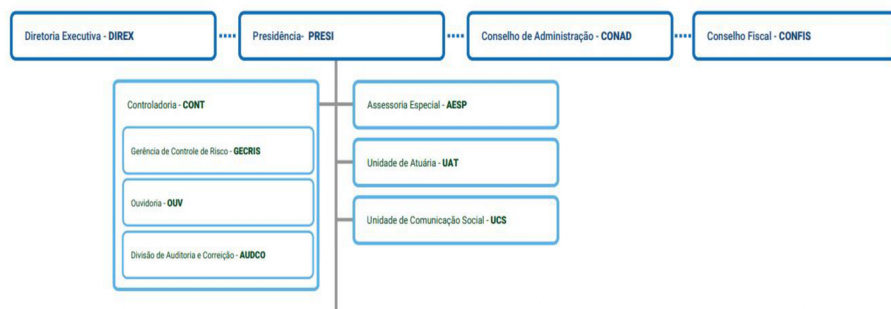 Diretoria Executiva - DIREX
Presidência- PRESI
Conselho de Administração - CONAD
Conselho Fiscal - CONFIS
Controladoria - CONT
Gerência de Controle de Risco - GECRIS
Ouvidoria - OUV
Divisão de Auditoria e Correição - AUDCO
Assessoria Especial - AESP
Unidade de Atuária - UAT
Unidade de Comunicação Social - UCS